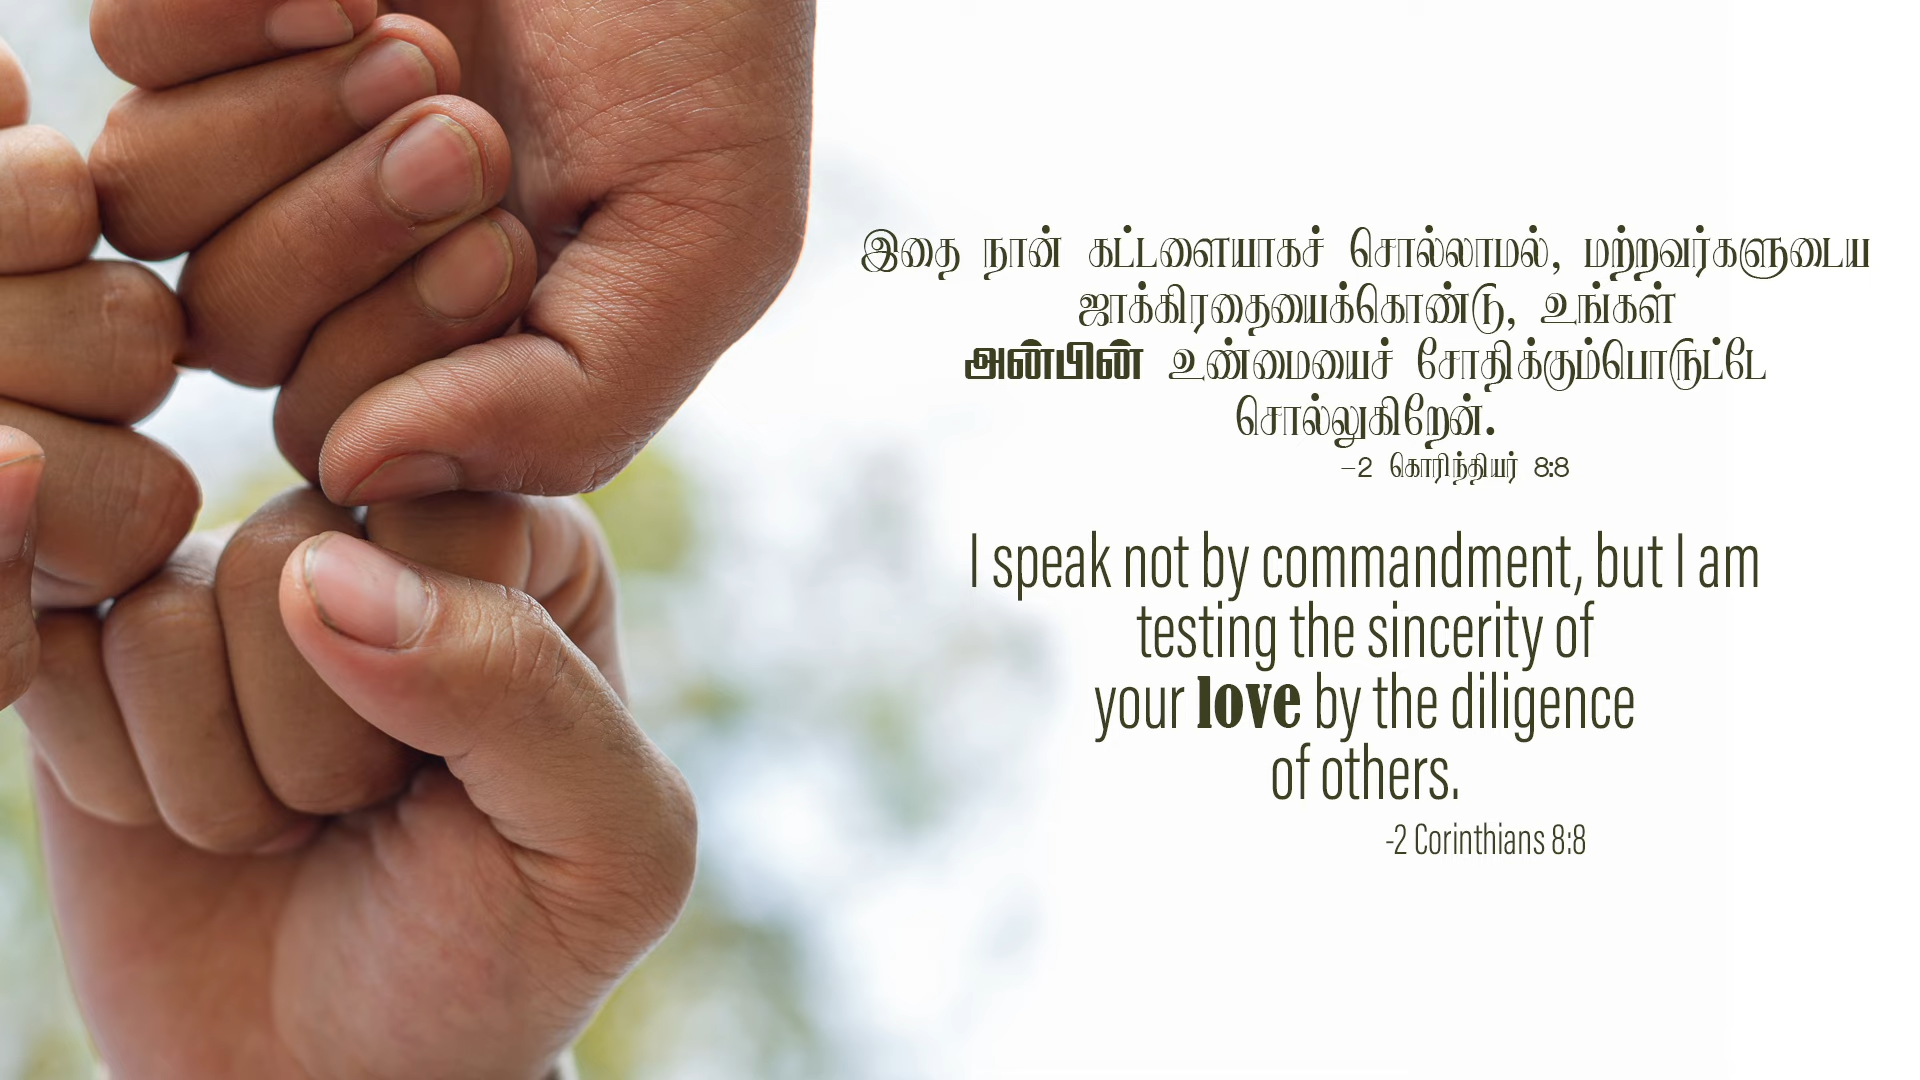 இதை நான் கட்டளையாகச் சொல்லாமல், மற்றவர்களுடைய
ஜாக்கிரதையைக்கொண்டு, உங்கள்
அன்பின் உண்மையைச் சோதிக்கும்பொருட்டே
சொல்லுகிறேன்.
-2 கொரிந்தியர் 8:8
I speak not by commandment, but I am
testing the sincerity of
your love by the diligence
of others.
-2 Corinthians 8:8